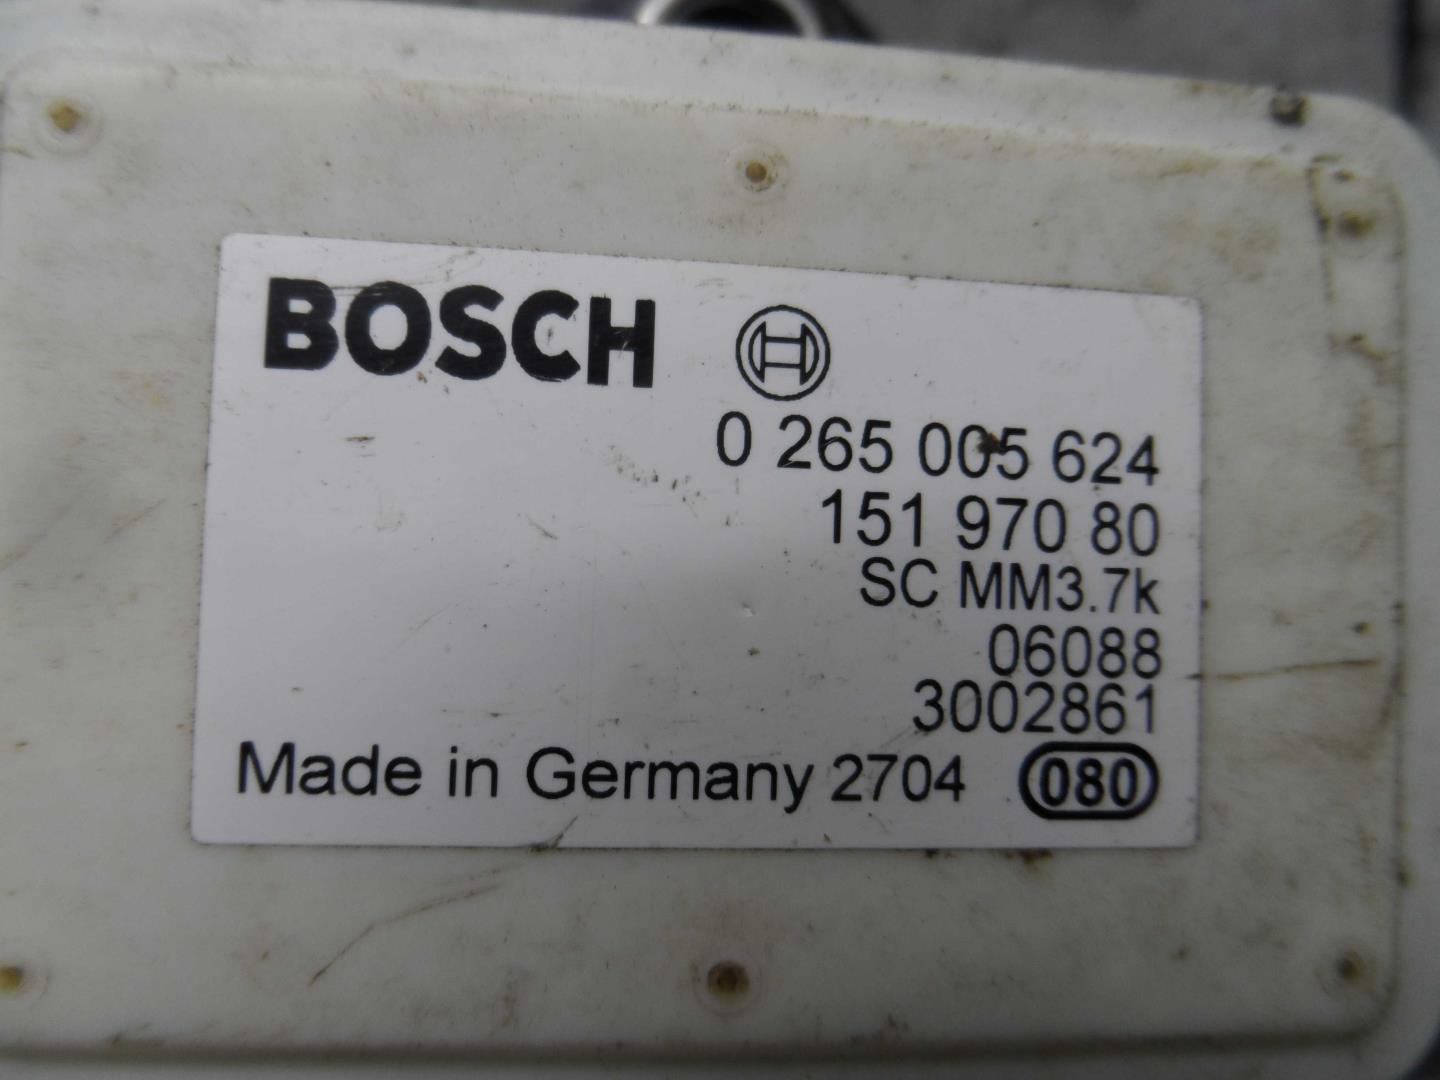 BOSCH
0 265 005 624
151 970 80
SC MM3.7k
06088
3002861
Made in Germany 2704 080